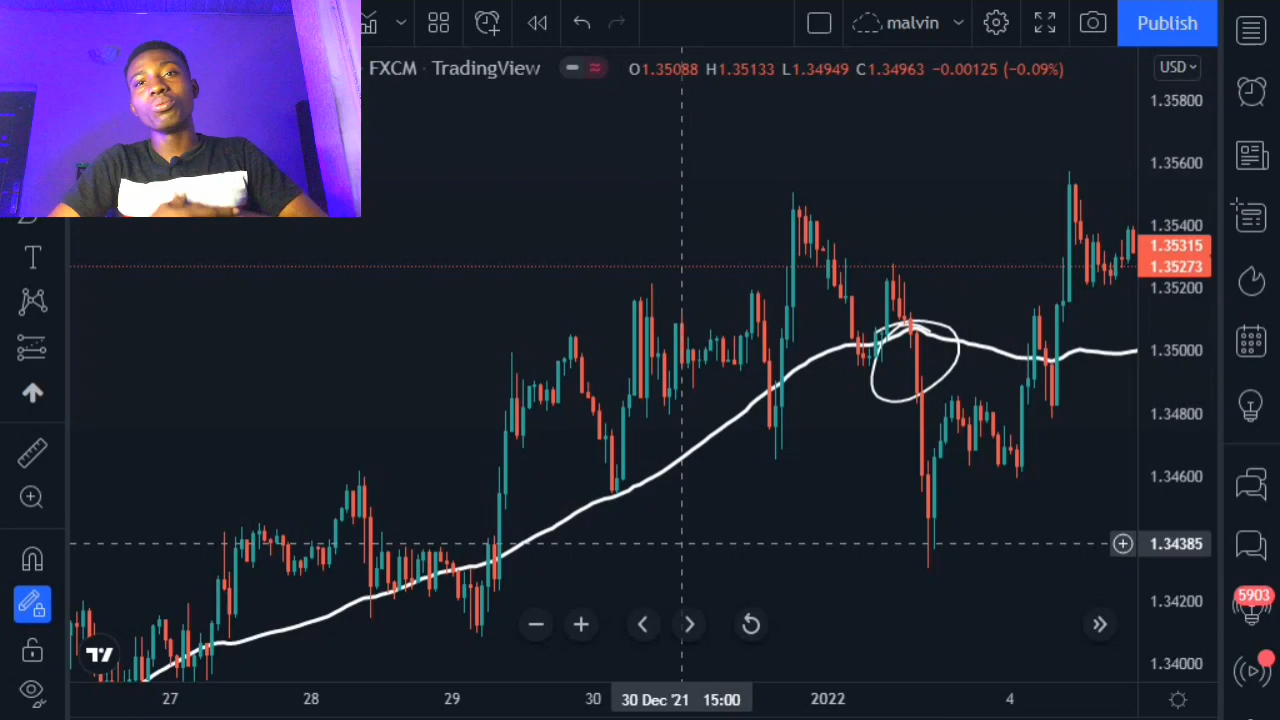 malvin
Publish
FXCM · TradingView
O1.35088 H1.35133 L1.34949 C1.34963 −0.00125 (−0.09%)
USD
1.35800
1.35600
1.35400
1.35315
1.35273
1.35200
1.35000
1.34800
1.34600
1.34385
1.34200
1.34000
T
5903
27
28
29
30
30 Dec '21 15:00
2022
4